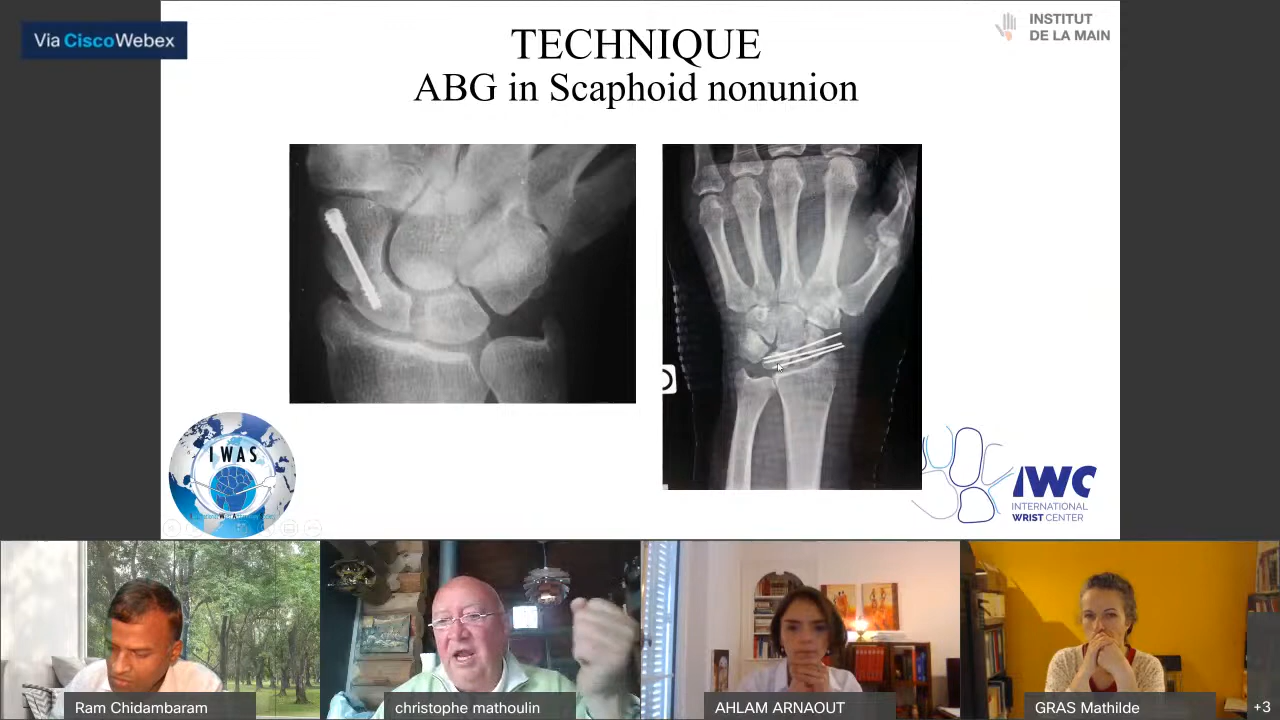 Via CiscoWebex
INSTITUT
DE LA MAIN
TECHNIQUE
ABG in Scaphoid nonunion
IWAS
IWC
INTERNATIONAL
WRIST CENTER
Ram Chidambaram
christophe mathoulin
AHLAM ARNAOUT
GRAS Mathilde
+3